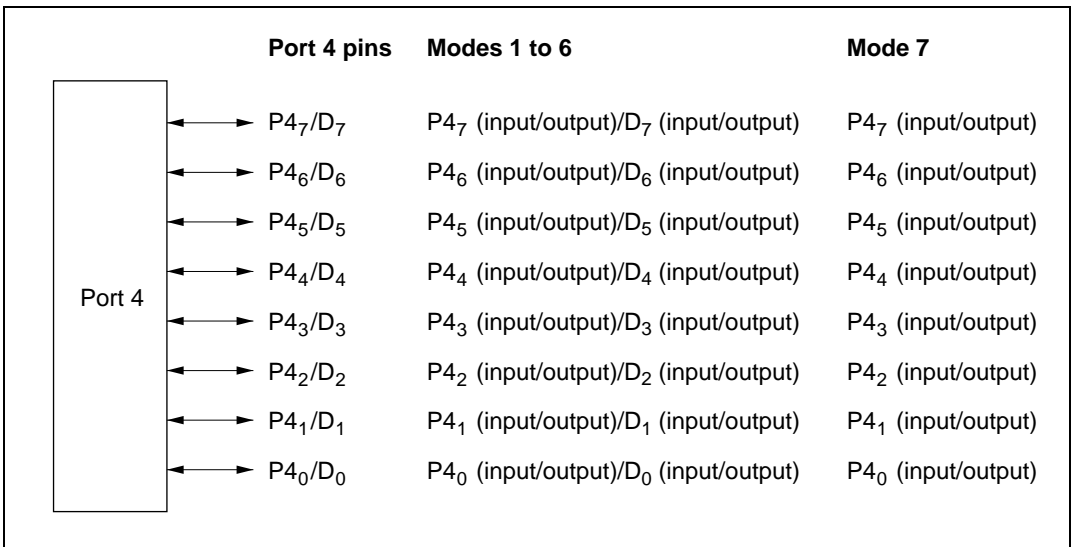 Port 4 pins Modes 1 to 6 Mode 7
P4₇/D₇ P4₇ (input/output)/D₇ (input/output) P4₇ (input/output)
P4₆/D₆ P4₆ (input/output)/D₆ (input/output) P4₆ (input/output)
P4₅/D₅ P4₅ (input/output)/D₅ (input/output) P4₅ (input/output)
P4₄/D₄ P4₄ (input/output)/D₄ (input/output) P4₄ (input/output)
Port 4
P4₃/D₃ P4₃ (input/output)/D₃ (input/output) P4₃ (input/output)
P4₂/D₂ P4₂ (input/output)/D₂ (input/output) P4₂ (input/output)
P4₁/D₁ P4₁ (input/output)/D₁ (input/output) P4₁ (input/output)
P4₀/D₀ P4₀ (input/output)/D₀ (input/output) P4₀ (input/output)